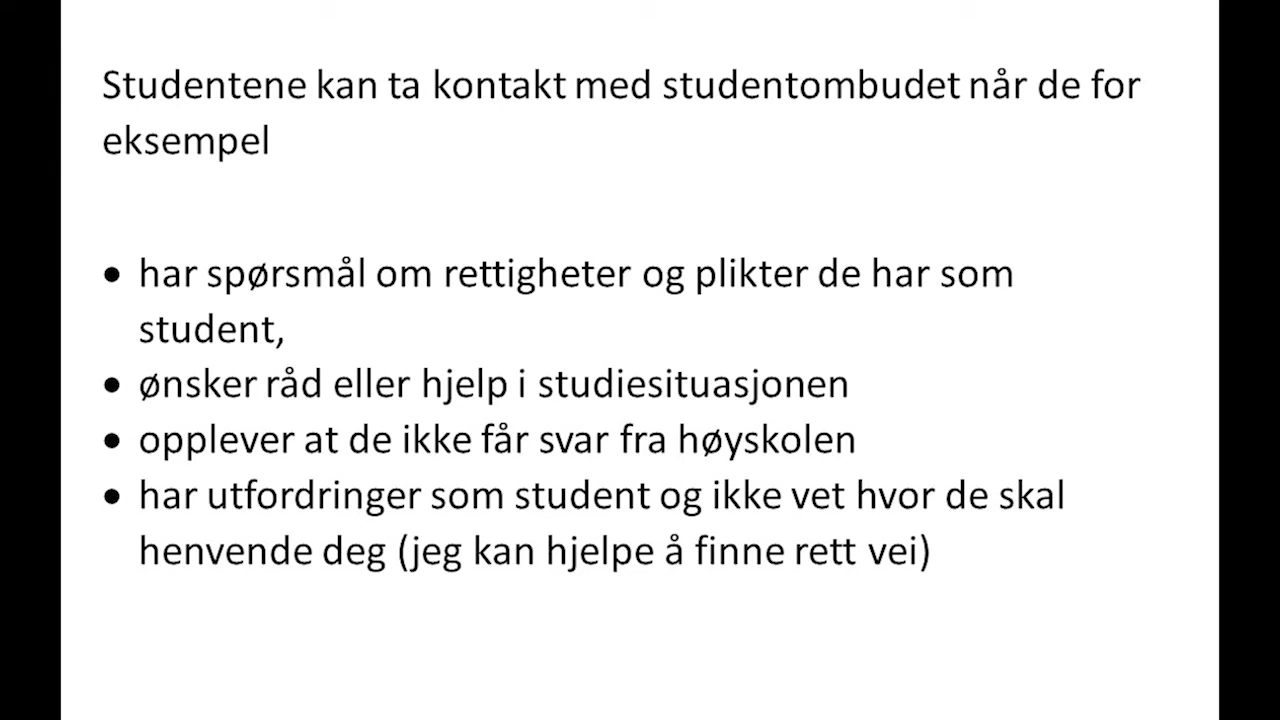 Studentene kan ta kontakt med studentombudet når de for
eksempel
• har spørsmål om rettigheter og plikter de har som
student,
• ønsker råd eller hjelp i studiesituasjonen
• opplever at de ikke får svar fra høyskolen
• har utfordringer som student og ikke vet hvor de skal
henvende deg (jeg kan hjelpe å finne rett vei)